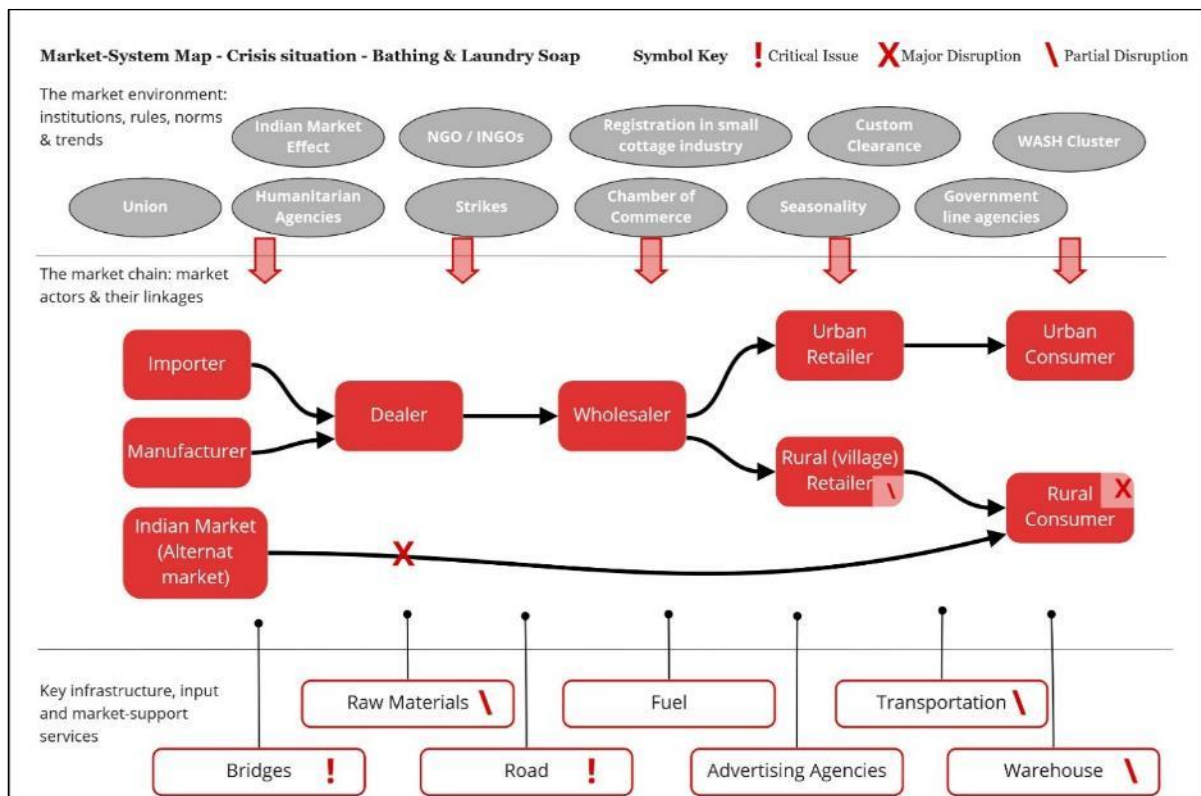 Market-System Map - Crisis situation - Bathing & Laundry Soap
Symbol Key
! Critical Issue
X Major Disruption
\ Partial Disruption
The market environment:
institutions, rules, norms
& trends
Indian Market
Effect
NGO / INGOs
Registration in small
cottage industry
Custom
Clearance
WASH Cluster
Union
Humanitarian
Agencies
Strikes
Chamber of
Commerce
Seasonality
Government
line agencies
The market chain: market
actors & their linkages
Importer
Manufacturer
Indian Market
(Alternat
market)
X
Dealer
Wholesaler
Urban
Retailer
Urban
Consumer
Rural (village)
Retailer \
Rural X
Consumer
Key infrastructure, input
and market-support
services
Raw Materials \
Fuel
Transportation \
Bridges !
Road !
Advertising Agencies
Warehouse \